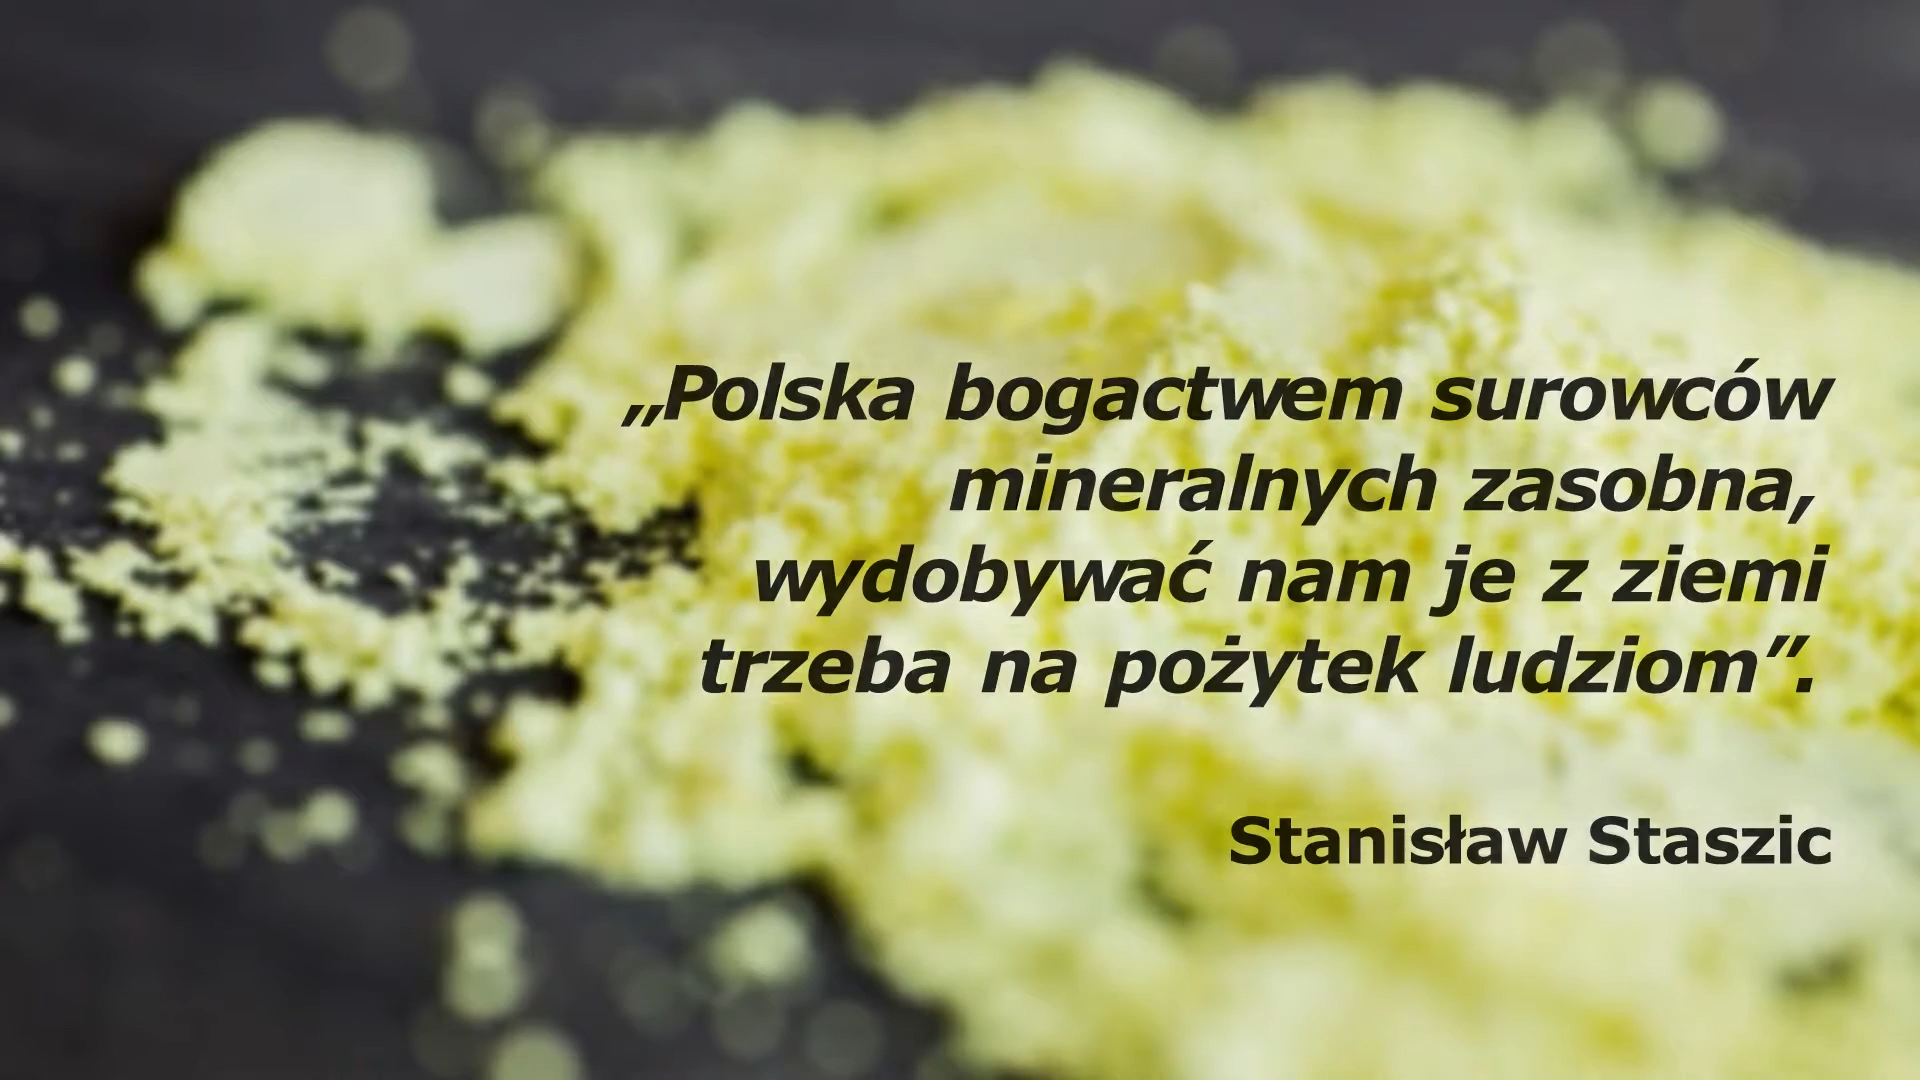 „Polska bogactwem surowców
mineralnych zasobna,
wydobywać nam je z ziemi
trzeba na pożytek ludziom”.
Stanisław Staszic